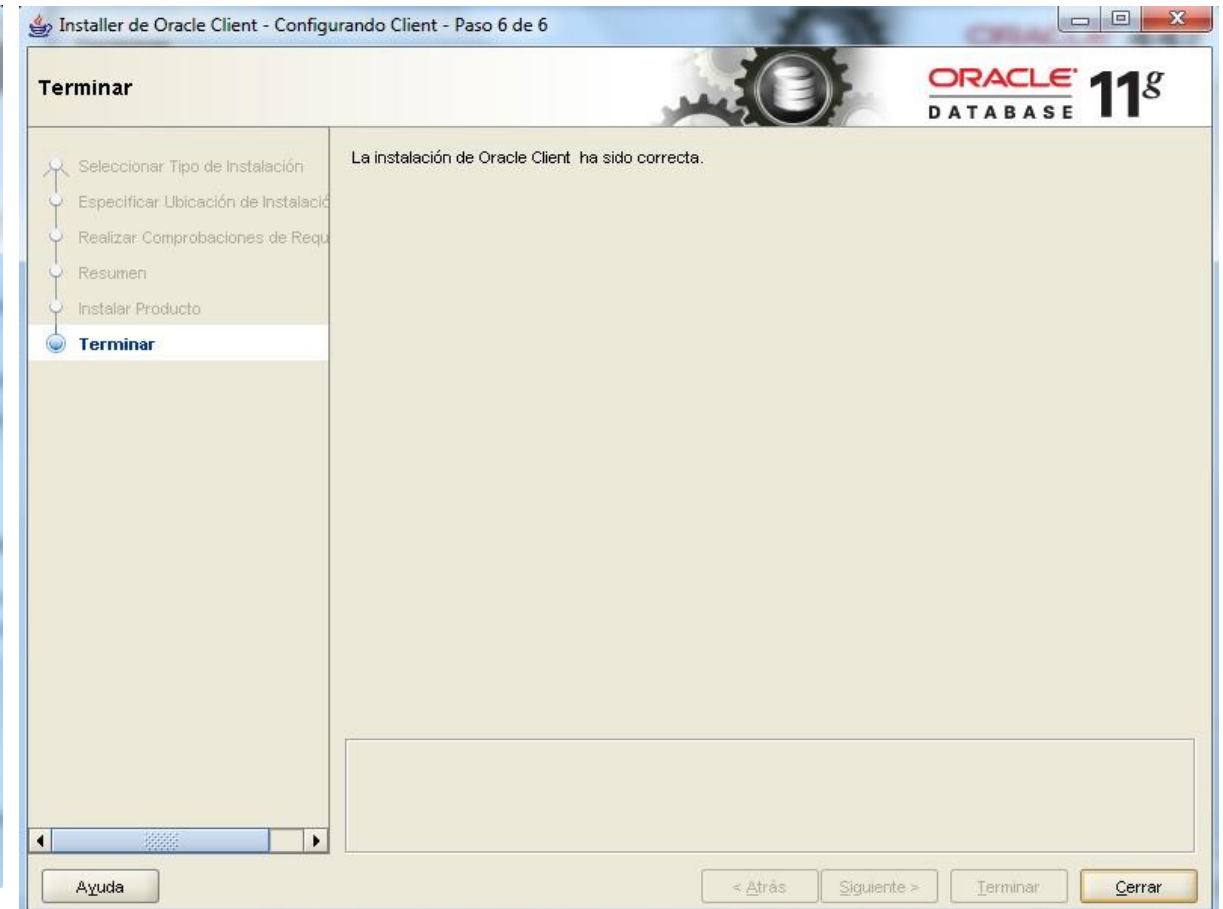 Installer de Oracle Client - Configurando Client - Paso 6 de 6
Terminar
ORACLE
DATABASE
11g
Seleccionar Tipo de Instalación
Especificar Ubicación de Instalació
Realizar Comprobaciones de Requ
Resumen
Instalar Producto
Terminar
La instalación de Oracle Client ha sido correcta.
Ayuda
< Atrás
Siguiente >
Terminar
Cerrar